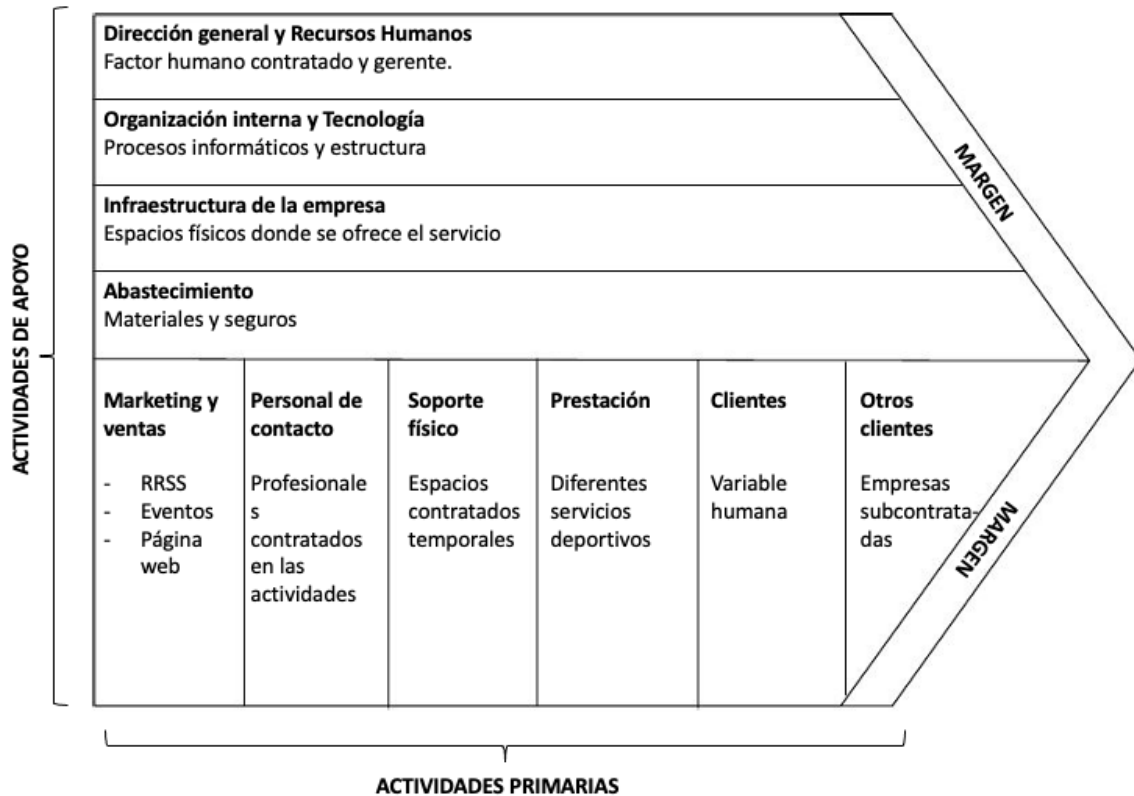 Dirección general y Recursos Humanos
Factor humano contratado y gerente.
Organización interna y Tecnología
Procesos informáticos y estructura
Infraestructura de la empresa
Espacios físicos donde se ofrece el servicio
Abastecimiento
Materiales y seguros
MARGEN
ACTIVIDADES DE APOYO
Marketing y
ventas
- RRSS
- Eventos
- Página
web
Personal de
contacto
Profesionale
s
contratados
en las
actividades
Soporte
físico
Espacios
contratados
temporales
Prestación
Diferentes
servicios
deportivos
Clientes
Variable
humana
Otros
clientes
Empresas
subcontrata-
das
MARGEN
ACTIVIDADES PRIMARIAS